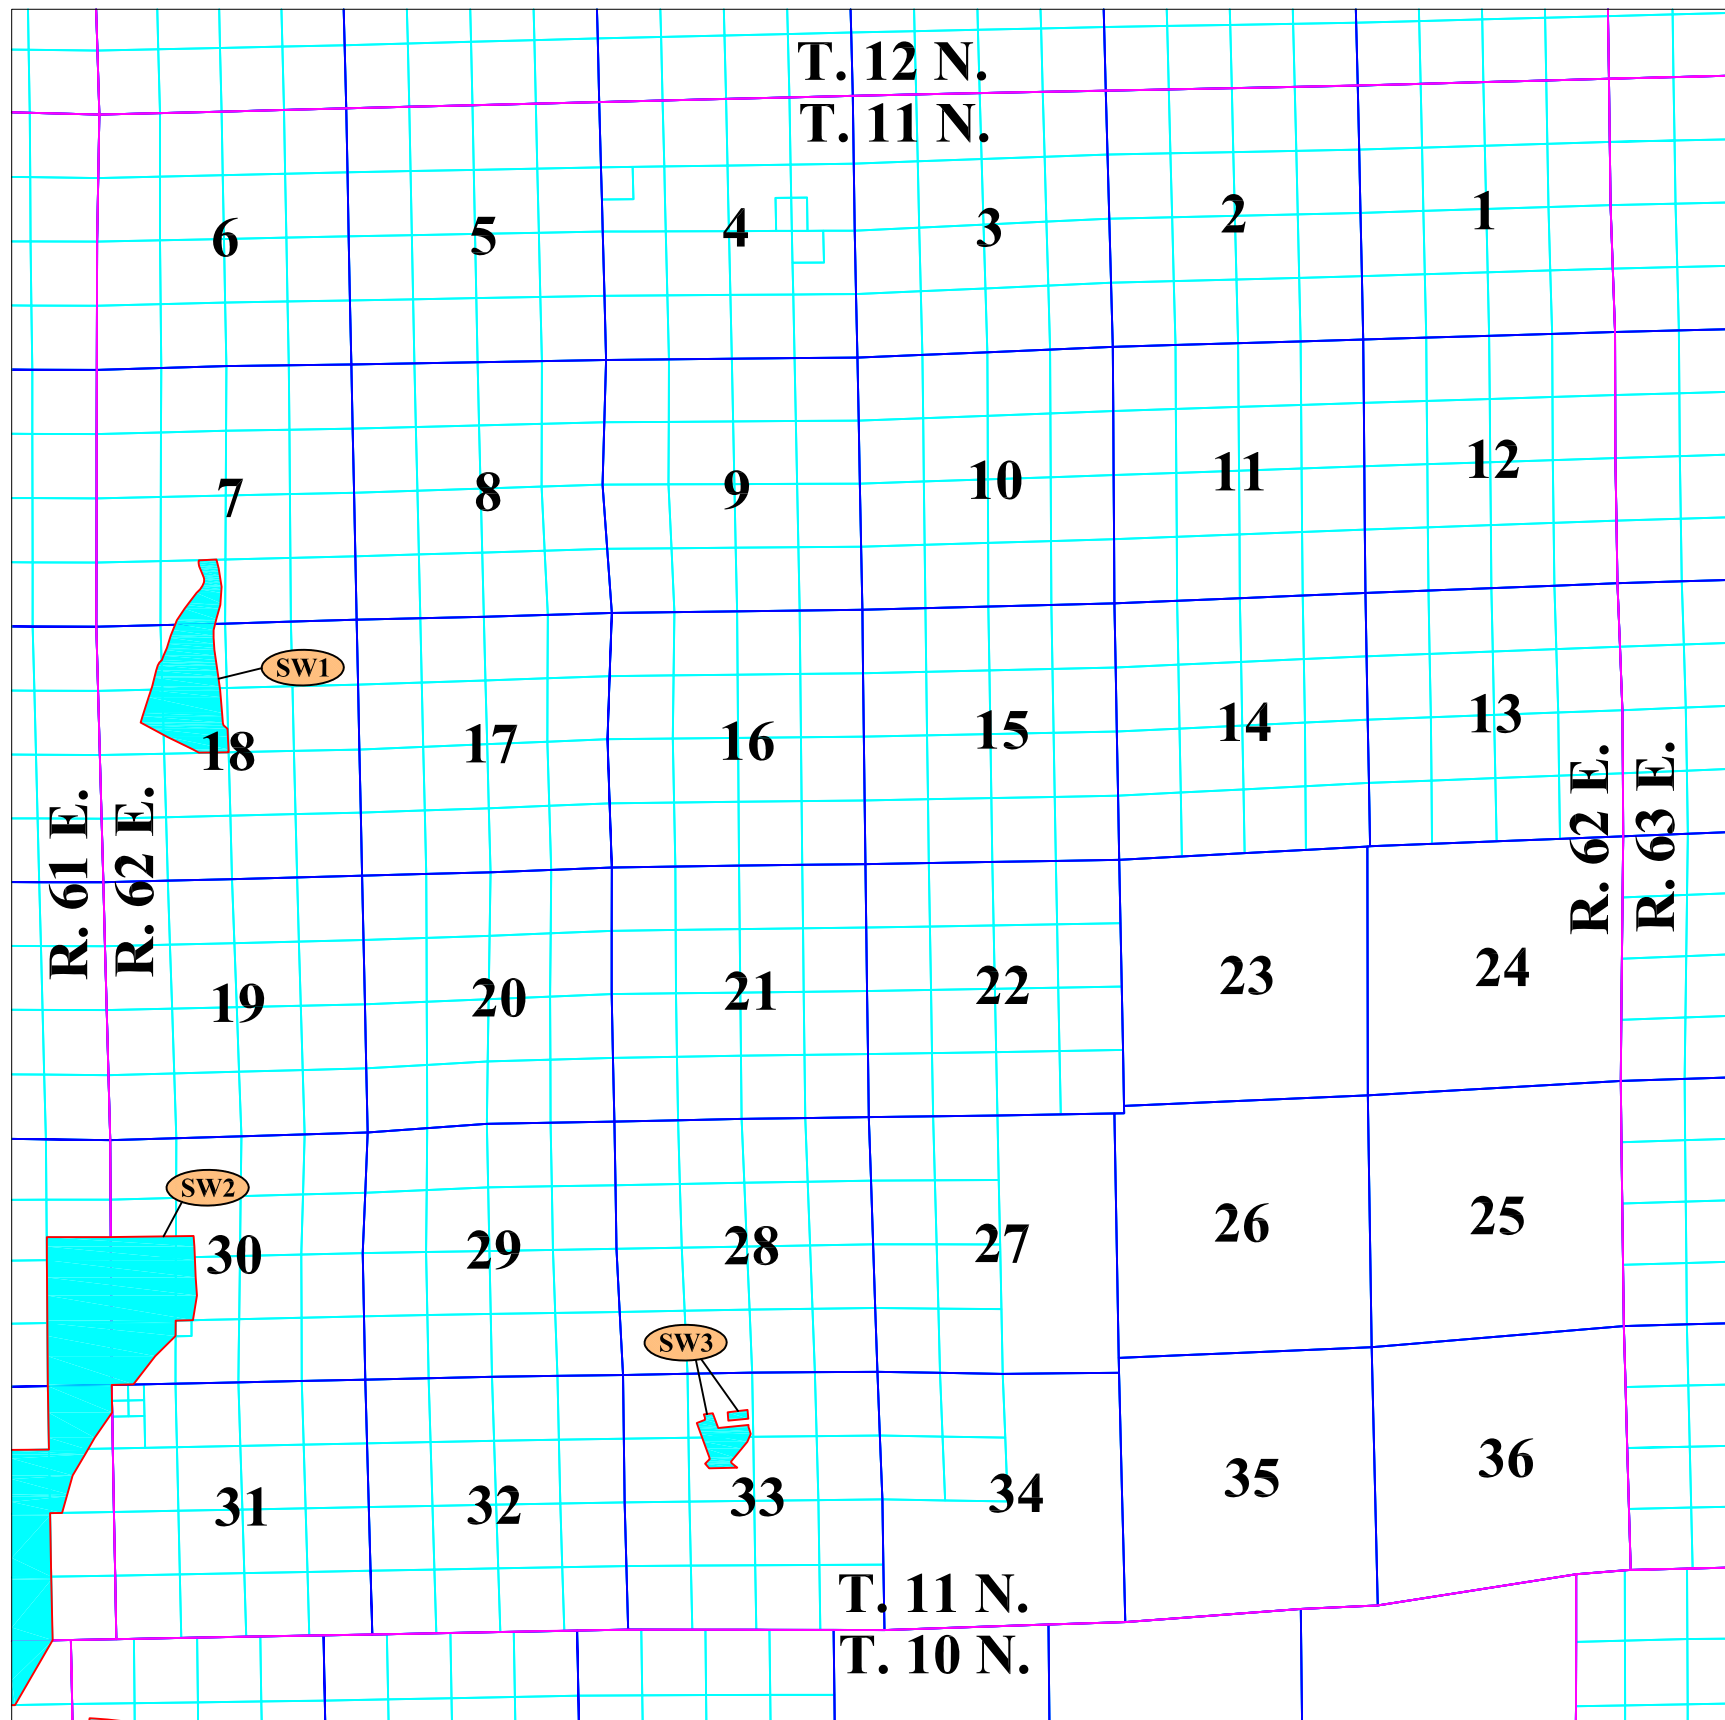 T. 12 N.
T. 11 N.
6 5 4 3 2 1
7 8 9 10 11 12
SW1
18 17 16 15 14 13
R. 61 E.
R. 62 E.
R. 62 E.
R. 63 E.
19 20 21 22 23 24
SW2
30 29 28 27 26 25
SW3
31 32 33 34 35 36
T. 11 N.
T. 10 N.